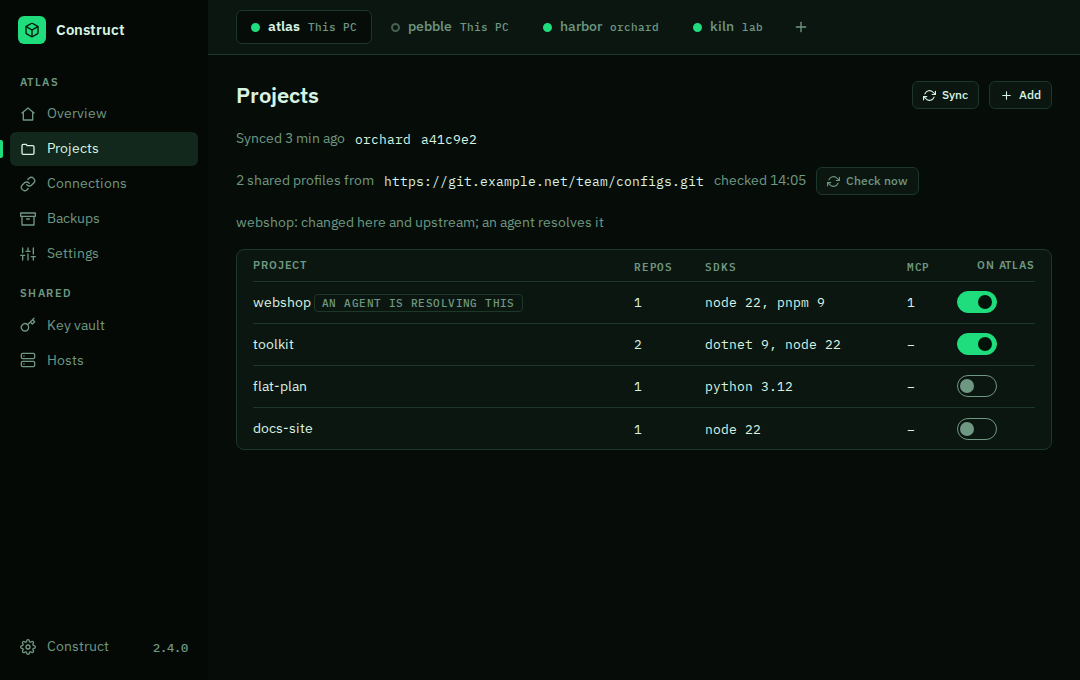 Construct
atlas This PC
pebble This PC
harbor orchard
kiln lab
ATLAS
Overview
Projects
Connections
Backups
Settings
SHARED
Key vault
Hosts
Construct 2.4.0
Projects
Sync
Add
Synced 3 min ago orchard a41c9e2
2 shared profiles from https://git.example.net/team/configs.git checked 14:05 Check now
webshop: changed here and upstream; an agent resolves it
PROJECT REPOS SDKS MCP ON ATLAS
webshop AN AGENT IS RESOLVING THIS 1 node 22, pnpm 9 1
toolkit 2 dotnet 9, node 22 –
flat-plan 1 python 3.12 –
docs-site 1 node 22 –